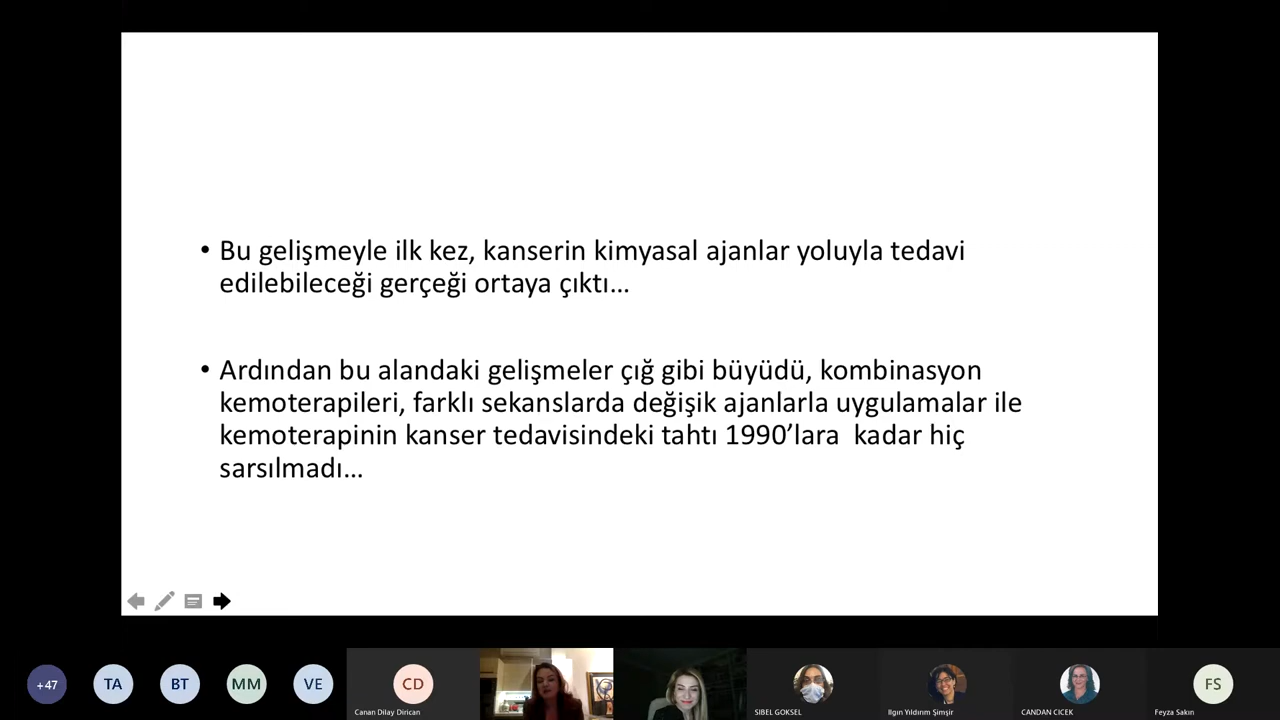 • Bu gelişmeyle ilk kez, kanserin kimyasal ajanlar yoluyla tedavi
edilebileceği gerçeği ortaya çıktı...
• Ardından bu alandaki gelişmeler çığ gibi büyüdü, kombinasyon
kemoterapileri, farklı sekanslarda değişik ajanlarla uygulamalar ile
kemoterapinin kanser tedavisindeki tahtı 1990’lara kadar hiç
sarsılmadı...
+47 TA BT MM VE CD FS
Canan Dilay Dirican SIBEL GOKSEL Ilgın Yıldırım Şimşir CANDAN CICEK Feyza Sakın